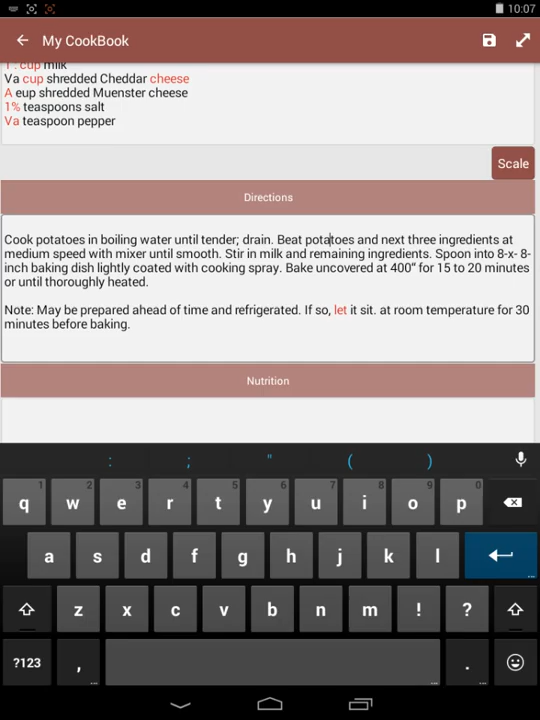 10:07
My CookBook
1 : cup milk
Va cup shredded Cheddar cheese
A eup shredded Muenster cheese
1% teaspoons salt
Va teaspoon pepper
Scale
Directions
Cook potatoes in boiling water until tender; drain. Beat potatoes and next three ingredients at
medium speed with mixer until smooth. Stir in milk and remaining ingredients. Spoon into 8-x- 8-
inch baking dish lightly coated with cooking spray. Bake uncovered at 400“ for 15 to 20 minutes
or until thoroughly heated.
Note: May be prepared ahead of time and refrigerated. If so, let it sit. at room temperature for 30
minutes before baking.
Nutrition
: ; " ( )
1 2 3 4 5 6 7 8 9 0
q w e r t y u i o p
a s d f g h j k l
z x c v b n m ! ?
?123 , .